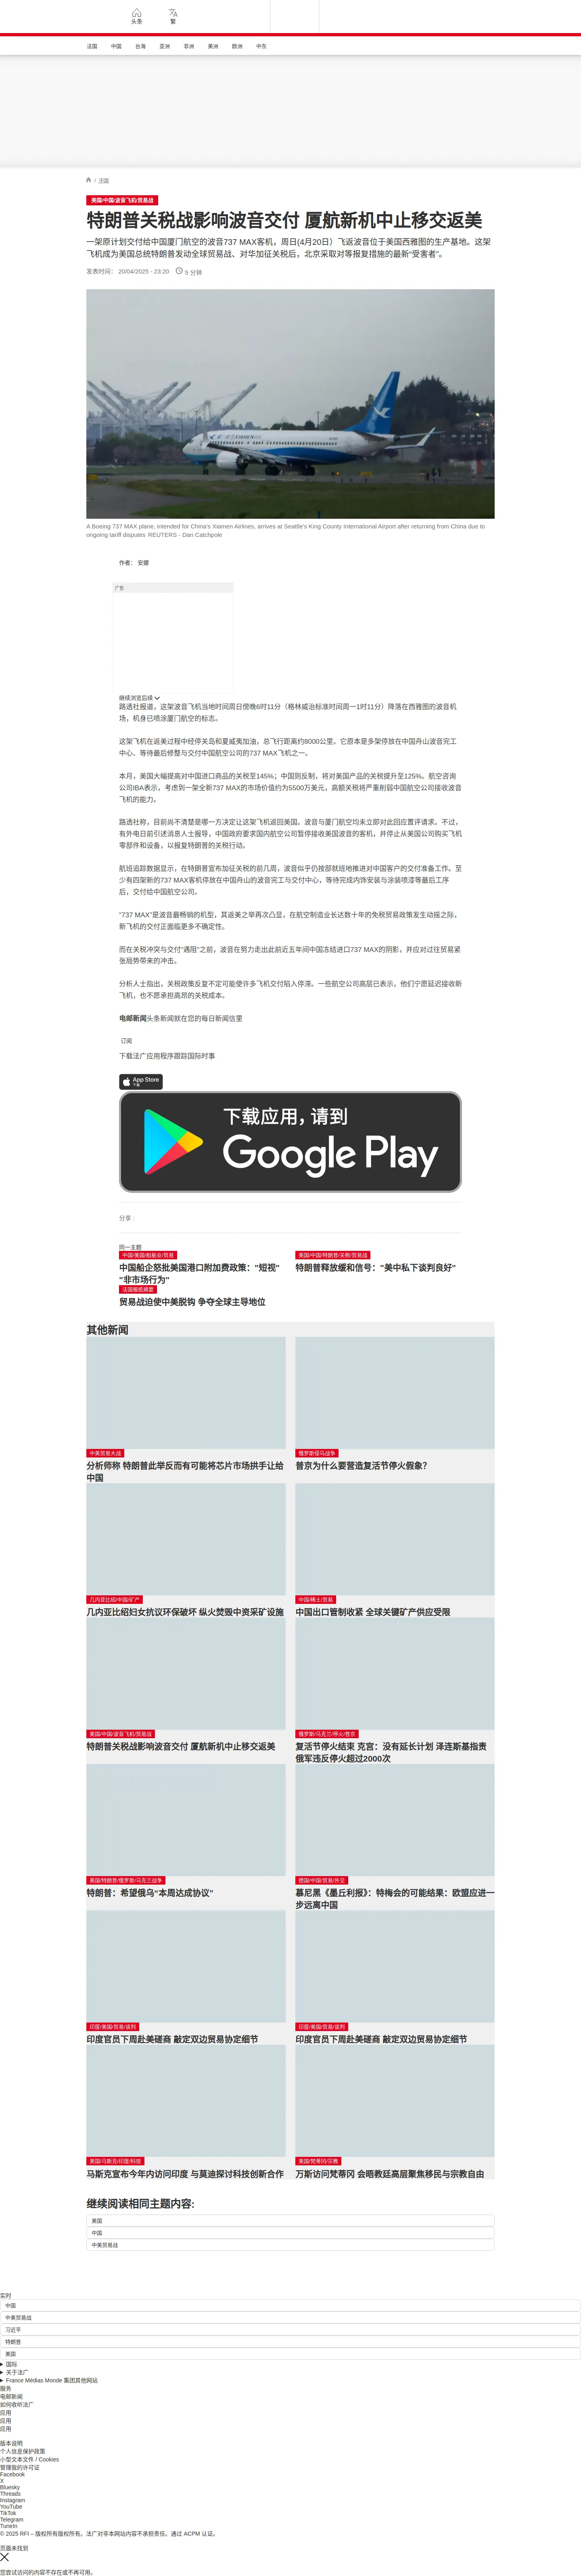 头条
繁
法国 中国 台海 亚洲 非洲 美洲 欧洲 中东
/ 中国
美国/中国/波音飞机/贸易战
特朗普关税战影响波音交付 厦航新机中止移交返美
一架原计划交付给中国厦门航空的波音737 MAX客机，周日(4月20日）飞返波音位于美国西雅图的生产基地。这架
飞机成为美国总统特朗普发动全球贸易战、对华加征关税后，北京采取对等报复措施的最新“受害者”。
发表时间： 20/04/2025 - 23:20 5 分钟
A Boeing 737 MAX plane, intended for China's Xiamen Airlines, arrives at Seattle's King County International Airport after returning from China due to
ongoing tariff disputes REUTERS - Dan Catchpole
作者： 安娜
广告
继续浏览后续
路透社报道，这架波音飞机当地时间周日傍晚6时11分（格林威治标准时间周一1时11分）降落在西雅图的波音机
场，机身已喷涂厦门航空的标志。
这架飞机在返美过程中经停关岛和夏威夷加油，总飞行距离约8000公里。它原本是多架停放在中国舟山波音完工
中心、等待最后修整与交付中国航空公司的737 MAX飞机之一。
本月，美国大幅提高对中国进口商品的关税至145%；中国则反制，将对美国产品的关税提升至125%。航空咨询
公司IBA表示，考虑到一架全新737 MAX的市场价值约为5500万美元，高额关税将严重削弱中国航空公司接收波音
飞机的能力。
路透社称，目前尚不清楚是哪一方决定让这架飞机返回美国。波音与厦门航空均未立即对此回应置评请求。不过，
有外电日前引述消息人士报导，中国政府要求国内航空公司暂停接收美国波音的客机，并停止从美国公司购买飞机
零部件和设备，以报复特朗普的关税行动。
航班追踪数据显示，在特朗普宣布加征关税的前几周，波音似乎仍按部就班地推进对中国客户的交付准备工作。至
少有四架新的737 MAX客机停放在中国舟山的波音完工与交付中心，等待完成内饰安装与涂装喷漆等最后工序
后，交付给中国航空公司。
"737 MAX"是波音最畅销的机型，其返美之举再次凸显，在航空制造业长达数十年的免税贸易政策发生动摇之际，
新飞机的交付正面临更多不确定性。
而在关税冲突与交付"遇阻"之前，波音在努力走出此前近五年间中国冻结进口737 MAX的阴影，并应对过往贸易紧
张局势带来的冲击。
分析人士指出，关税政策反复不定可能使许多飞机交付陷入停滞。一些航空公司高层已表示，他们宁愿延迟接收新
飞机，也不愿承担高昂的关税成本。
电邮新闻头条新闻就在您的每日新闻信里
订阅
下载法广应用程序跟踪国际时事
App Store
下载
下载应用，请到
Google Play
分享 :
同一主题
中国/美国/船舶业/贸易
中国船企怒批美国港口附加费政策："短视"
"非市场行为"
美国/中国/特朗普/关税/贸易战
特朗普释放缓和信号："美中私下谈判良好"
法国报纸摘要
贸易战迫使中美脱钩 争夺全球主导地位
其他新闻
中美贸易大战
分析师称 特朗普此举反而有可能将芯片市场拱手让给
中国
俄罗斯侵乌战争
普京为什么要营造复活节停火假象?
几内亚比绍/中国/矿产
几内亚比绍妇女抗议环保破坏 纵火焚毁中资采矿设施
中国/稀土/贸易
中国出口管制收紧 全球关键矿产供应受限
美国/中国/波音飞机/贸易战
特朗普关税战影响波音交付 厦航新机中止移交返美
俄罗斯/乌克兰/停火/普京
复活节停火结束 克宫：没有延长计划 泽连斯基指责
俄军违反停火超过2000次
美国/特朗普/俄罗斯/乌克兰战争
特朗普：希望俄乌"本周达成协议"
德国/中国/贸易/外交
慕尼黑《墨丘利报》：特梅会的可能结果：欧盟应进一
步远离中国
印度/美国/贸易/谈判
印度官员下周赴美磋商 敲定双边贸易协定细节
印度/美国/贸易/谈判
印度官员下周赴美磋商 敲定双边贸易协定细节
美国/马斯克/印度/科技
马斯克宣布今年内访问印度 与莫迪探讨科技创新合作
美国/梵蒂冈/宗教
万斯访问梵蒂冈 会晤教廷高层聚焦移民与宗教自由
继续阅读相同主题内容:
美国
中国
中美贸易战
实时
中国
中美贸易战
习近平
特朗普
美国
国际
关于法广
France Médias Monde 集团其他网站
服务
电邮新闻
如何收听法广
应用
应用
应用
版本说明
个人信息保护政策
小型文本文件 / Cookies
管理我的许可证
Facebook
X
Bluesky
Threads
Instagram
YouTube
TikTok
Telegram
TuneIn
© 2025 RFI – 版权所有版权所有。法广对非本网站内容不承担责任。通过 ACPM 认证。
页面未找到
您尝试访问的内容不存在或不再可用。